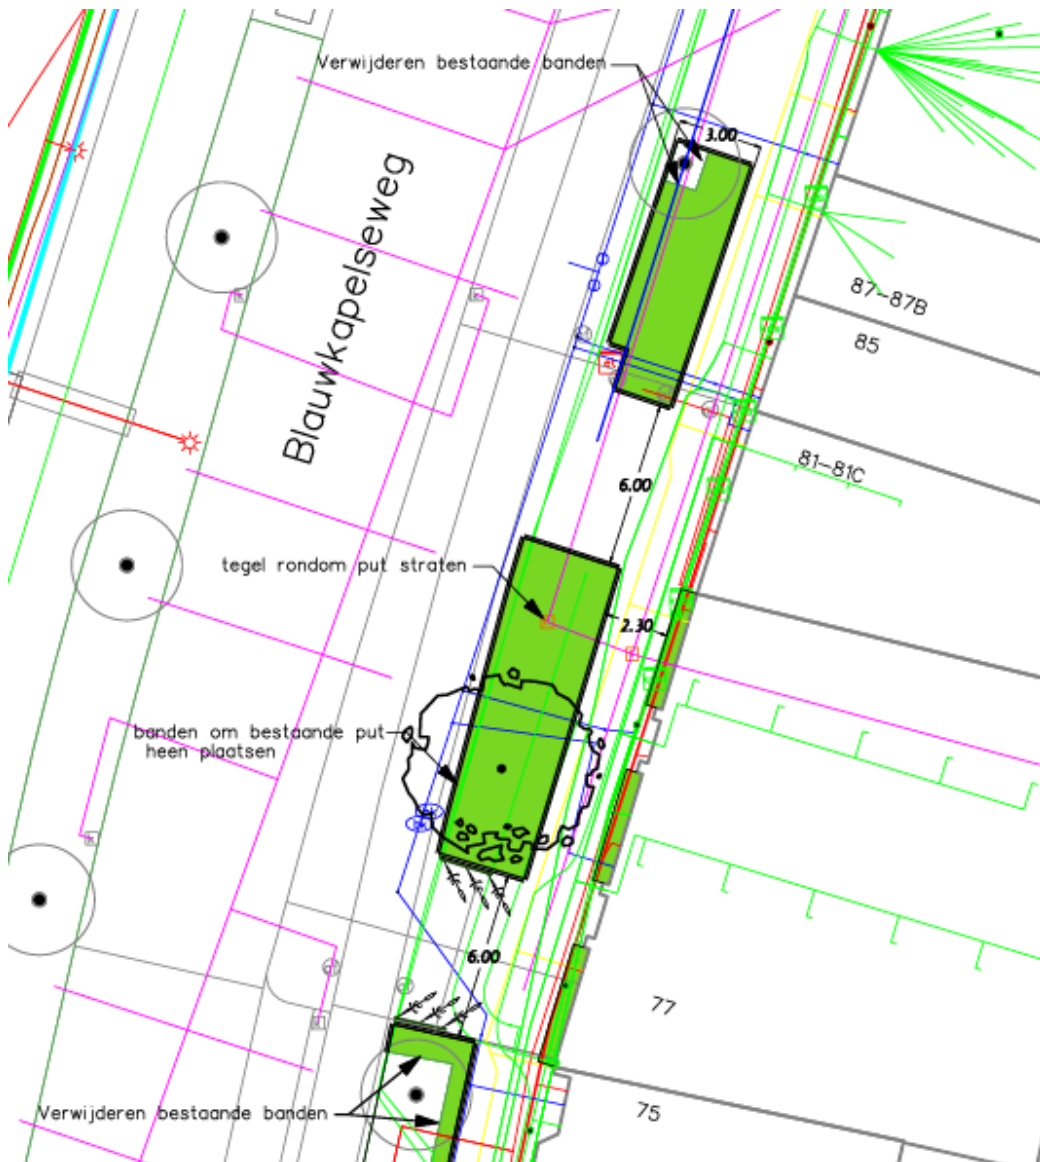 Verwijderen bestaande banden
3.00
Blauwkapelseweg
87-87B
85
81-81C
6.00
tegel rondom put straten
2.30
banden om bestaande put
heen plaatsen
6.00
77
75
Verwijderen bestaande banden